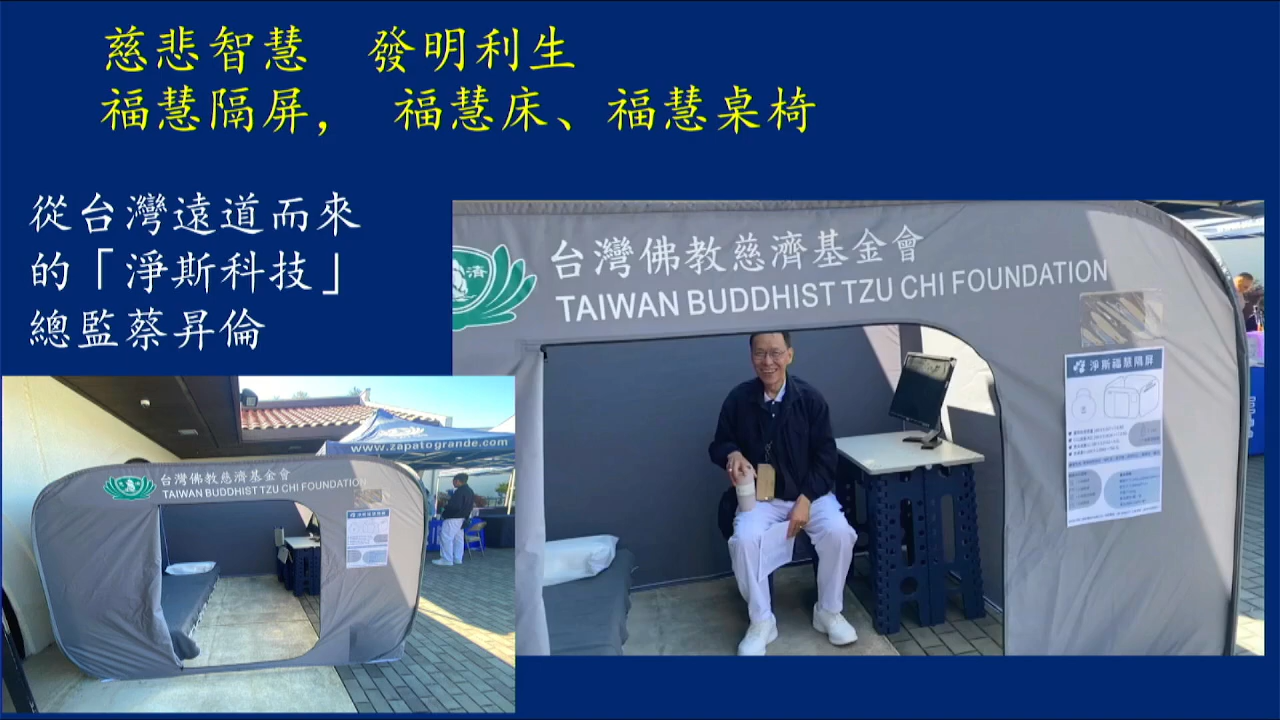 慈悲智慧 發明利生
福慧隔屏, 福慧床、福慧桌椅
從台灣遠道而來
的「淨斯科技」
總監蔡昇倫
台灣佛教慈濟基金會
TAIWAN BUDDHIST TZU CHI FOUNDATION
淨斯福慧隔屏
www.zapatogrande.com
台灣佛教慈濟基金會
TAIWAN BUDDHIST TZU CHI FOUNDATION